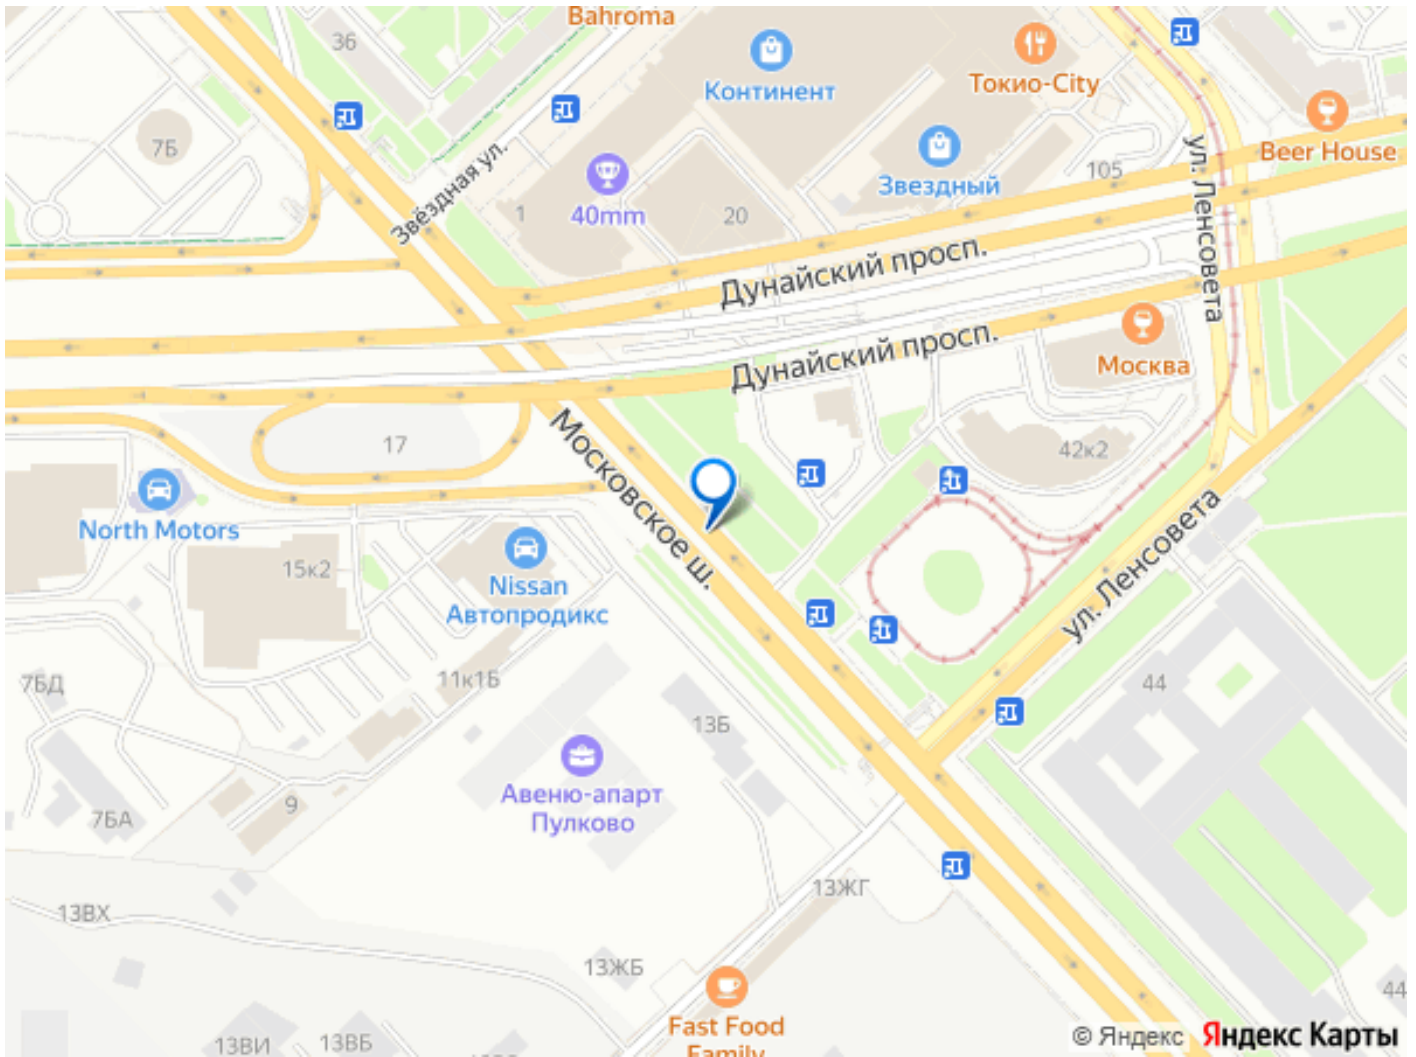 Bahroma
36
Континент
Токио-City
Beer House
7Б
Звёздная ул.
Звездный
105
ул. Ленсовета
1
40mm
20
Дунайский просп.
Дунайский просп.
Москва
17
Московское ш.
42к2
North Motors
15к2
Nissan
Автопродикс
ул. Ленсовета
7БД
11к1Б
13Б
44
Авеню-апарт
Пулково
9
7БА
13ВХ
13ЖГ
13ЖБ
44
Fast Food
Family
13ВИ
13ВБ
© Яндекс Яндекс Карты